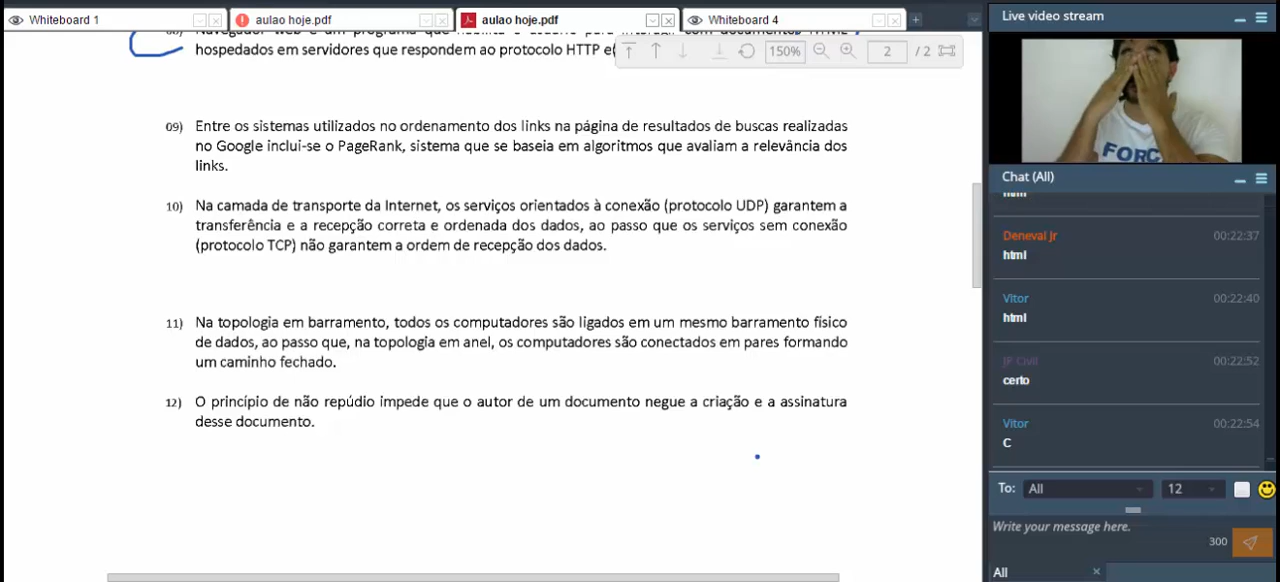 Whiteboard 1
aulao hoje.pdf
aulao hoje.pdf
Whiteboard 4
hospedados em servidores que respondem ao protocolo HTTP e(
150%
2
/ 2
09) Entre os sistemas utilizados no ordenamento dos links na página de resultados de buscas realizadas
no Google inclui-se o PageRank, sistema que se baseia em algoritmos que avaliam a relevância dos
links.
10) Na camada de transporte da Internet, os serviços orientados à conexão (protocolo UDP) garantem a
transferência e a recepção correta e ordenada dos dados, ao passo que os serviços sem conexão
(protocolo TCP) não garantem a ordem de recepção dos dados.
11) Na topologia em barramento, todos os computadores são ligados em um mesmo barramento físico
de dados, ao passo que, na topologia em anel, os computadores são conectados em pares formando
um caminho fechado.
12) O princípio de não repúdio impede que o autor de um documento negue a criação e a assinatura
desse documento.
Live video stream
FORC
Chat (All)
html
Deneval Jr 00:22:37
html
Vitor 00:22:40
html
JF Civil 00:22:52
certo
Vitor 00:22:54
C
To: All 12
Write your message here.
300
All